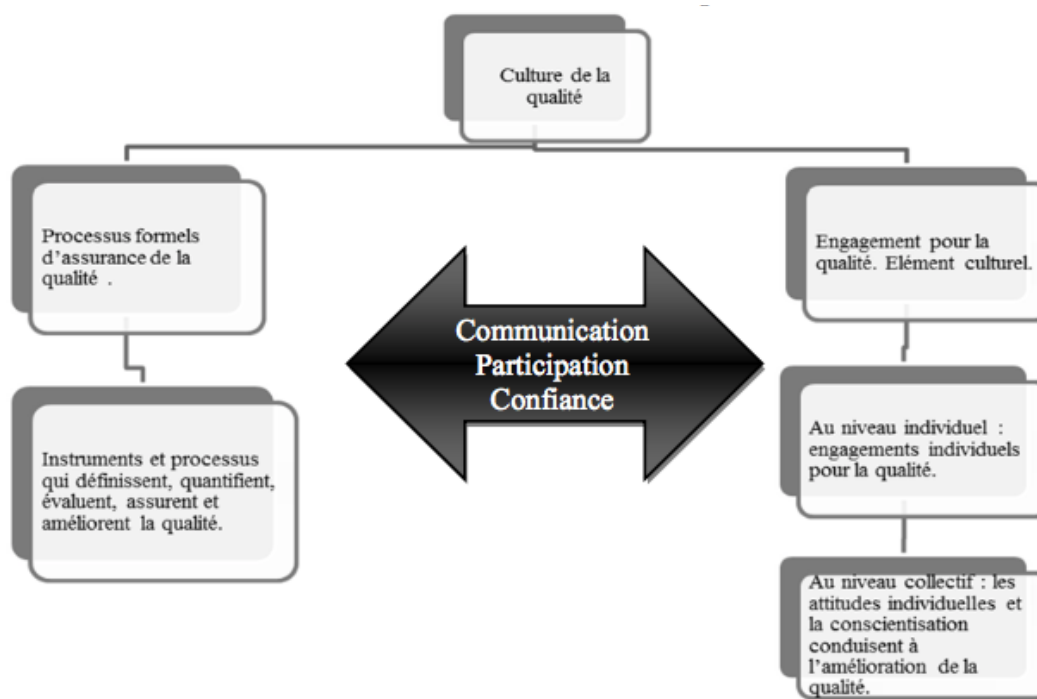 Culture de la
qualité
Processus formels
d’assurance de la
qualité .
Engagement pour la
qualité. Elément culturel.
Communication
Participation
Confiance
Instruments et processus
qui définissent, quantifient,
évaluent, assurent et
améliorent la qualité.
Au niveau individuel :
engagements individuels
pour la qualité.
Au niveau collectif : les
attitudes individuelles et
la conscientisation
conduisent à
l’amélioration de la
qualité.